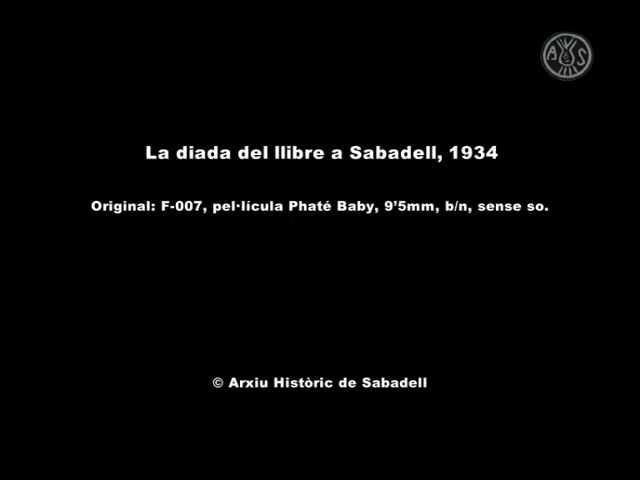 A S
La diada del llibre a Sabadell, 1934
Original: F-007, pel·lícula Phaté Baby, 9’5mm, b/n, sense so.
© Arxiu Històric de Sabadell